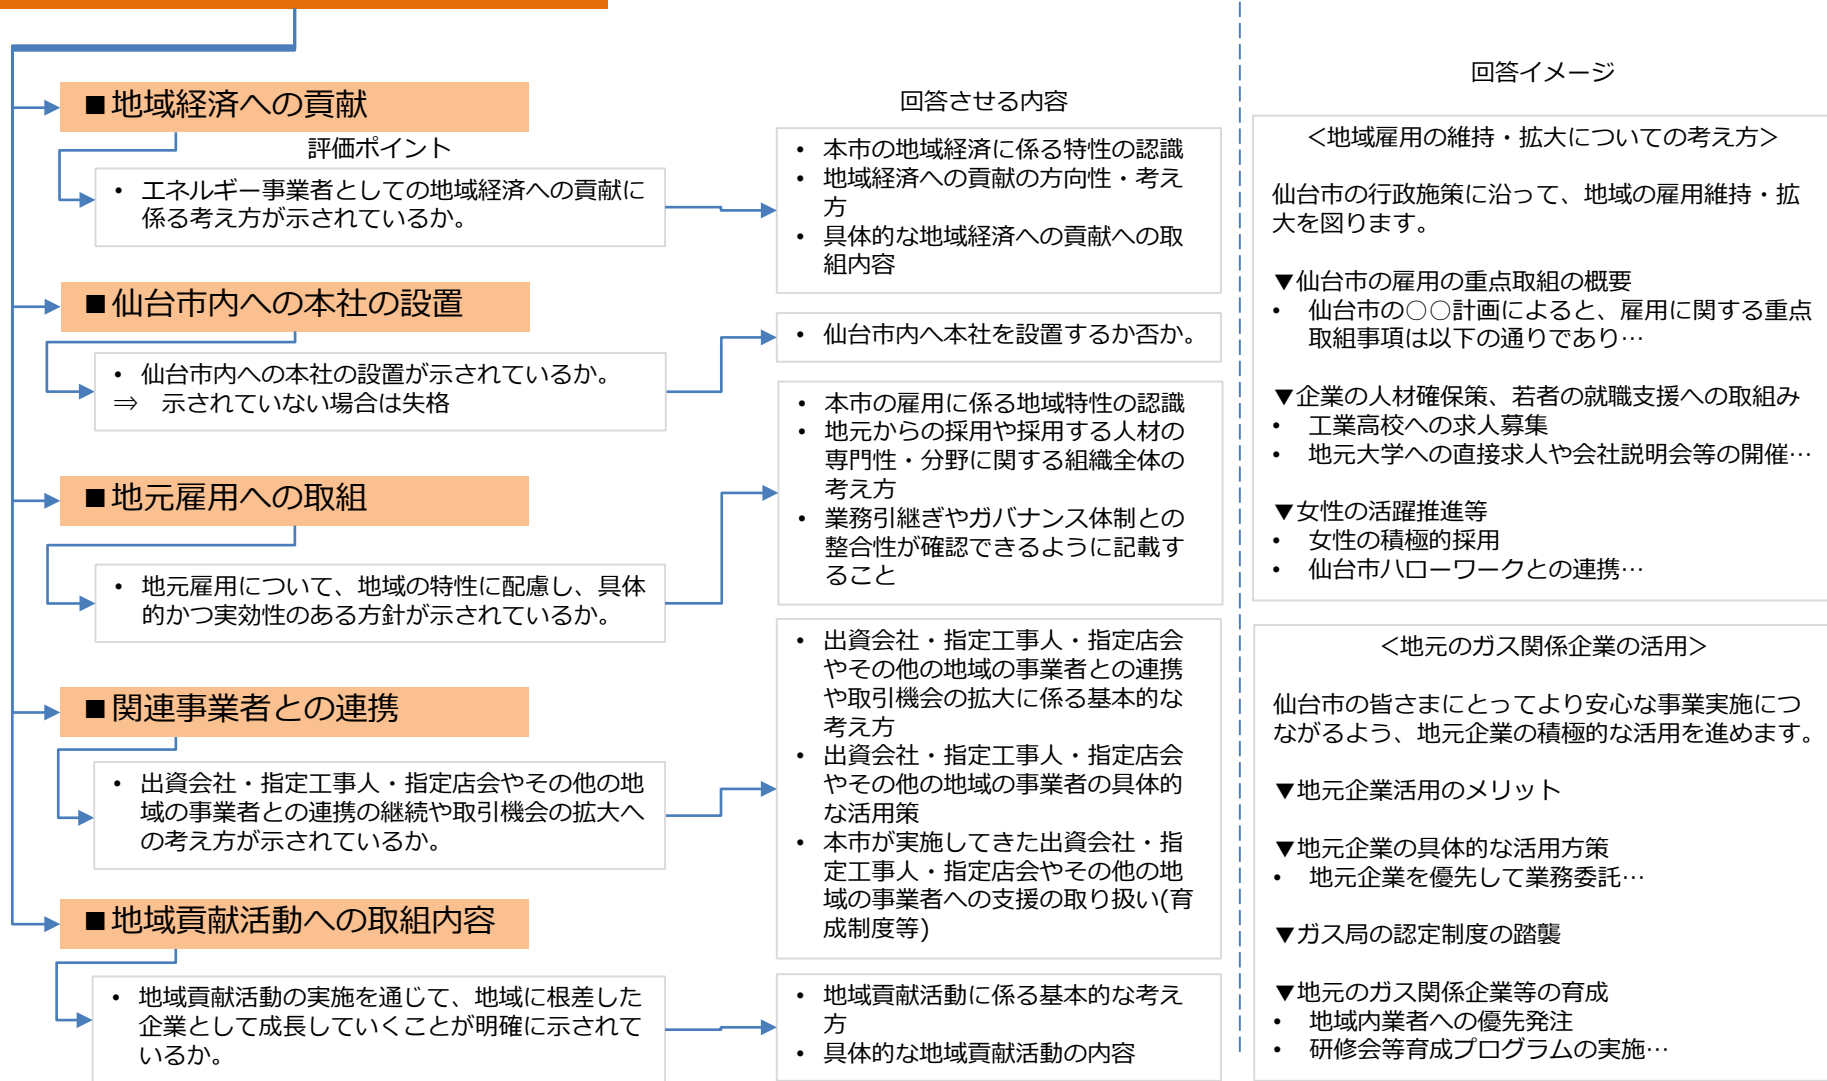 ■地域経済への貢献
評価ポイント
• エネルギー事業者としての地域経済への貢献に
係る考え方が示されているか。
■仙台市内への本社の設置
• 仙台市内への本社の設置が示されているか。
⇒ 示されていない場合は失格
■地元雇用への取組
• 地元雇用について、地域の特性に配慮し、具体
的かつ実効性のある方針が示されているか。
■関連事業者との連携
• 出資会社・指定工事人・指定店会やその他の地
域の事業者との連携の継続や取引機会の拡大へ
の考え方が示されているか。
■地域貢献活動への取組内容
• 地域貢献活動の実施を通じて、地域に根差した
企業として成長していくことが明確に示されて
いるか。
回答させる内容
• 本市の地域経済に係る特性の認識
• 地域経済への貢献の方向性・考え
方
• 具体的な地域経済への貢献への取
組内容
• 仙台市内へ本社を設置するか否か。
• 本市の雇用に係る地域特性の認識
• 地元からの採用や採用する人材の
専門性・分野に関する組織全体の
考え方
• 業務引継ぎやガバナンス体制との
整合性が確認できるように記載す
ること
• 出資会社・指定工事人・指定店会
やその他の地域の事業者との連携
や取引機会の拡大に係る基本的な
考え方
• 出資会社・指定工事人・指定店会
やその他の地域の事業者の具体的
な活用策
• 本市が実施してきた出資会社・指
定工事人・指定店会やその他の地
域の事業者への支援の取り扱い(育
成制度等)
• 地域貢献活動に係る基本的な考え
方
• 具体的な地域貢献活動の内容
回答イメージ
＜地域雇用の維持・拡大についての考え方＞
仙台市の行政施策に沿って、地域の雇用維持・拡
大を図ります。
▼仙台市の雇用の重点取組の概要
• 仙台市の○○計画によると、雇用に関する重点
取組事項は以下の通りであり…
▼企業の人材確保策、若者の就職支援への取組み
• 工業高校への求人募集
• 地元大学への直接求人や会社説明会等の開催…
▼女性の活躍推進等
• 女性の積極的採用
• 仙台市ハローワークとの連携…
＜地元のガス関係企業の活用＞
仙台市の皆さまにとってより安心な事業実施につ
ながるよう、地元企業の積極的な活用を進めます。
▼地元企業活用のメリット
▼地元企業の具体的な活用方策
• 地元企業を優先して業務委託…
▼ガス局の認定制度の踏襲
▼地元のガス関係企業等の育成
• 地域内業者への優先発注
• 研修会等育成プログラムの実施…